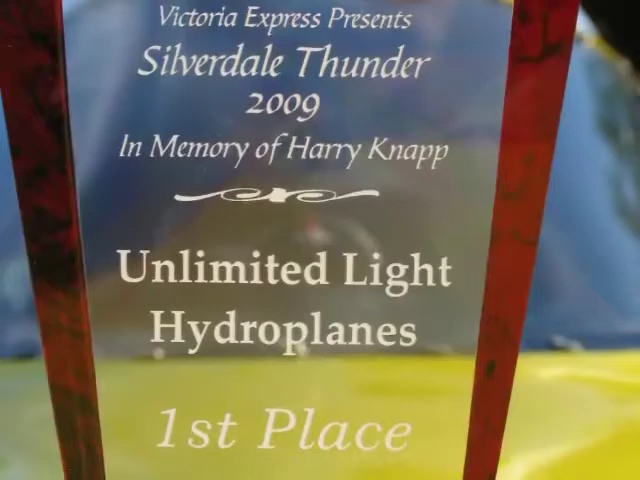 Victoria Express Presents
Silverdale Thunder
2009
In Memory of Harry Knapp
Unlimited Light
Hydroplanes
1st Place